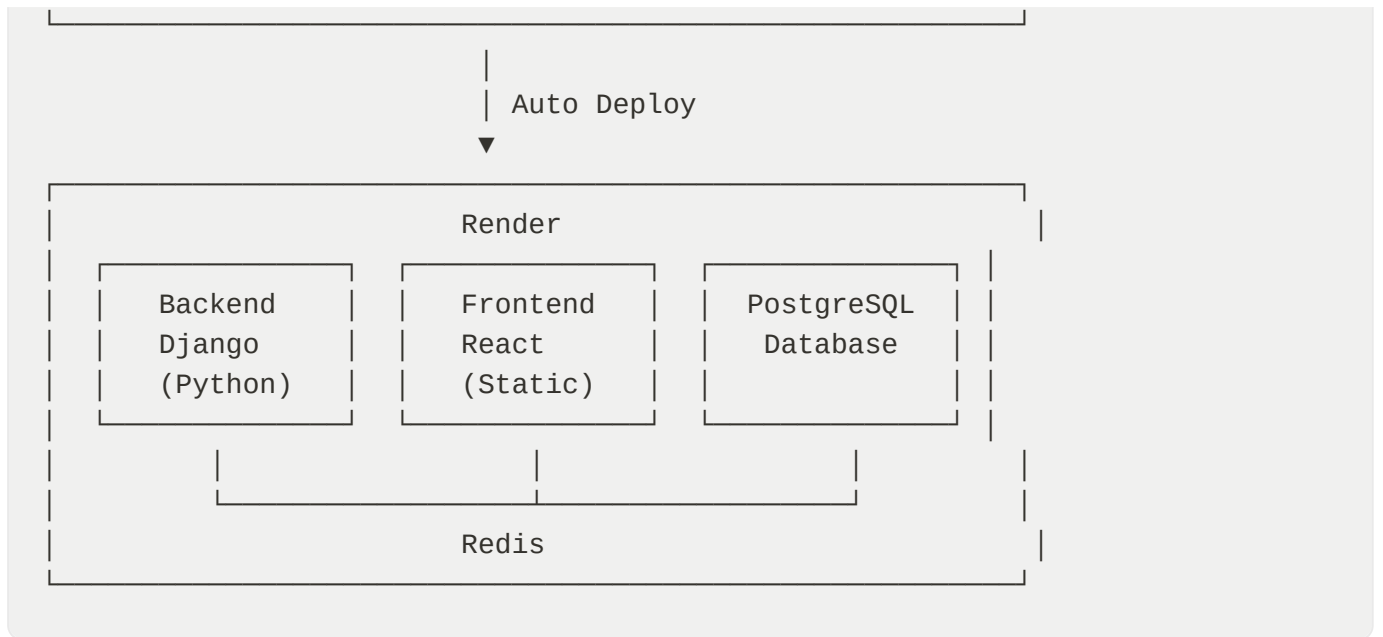 Auto Deploy
Render
Backend Frontend PostgreSQL
Django React Database
(Python) (Static)
Redis